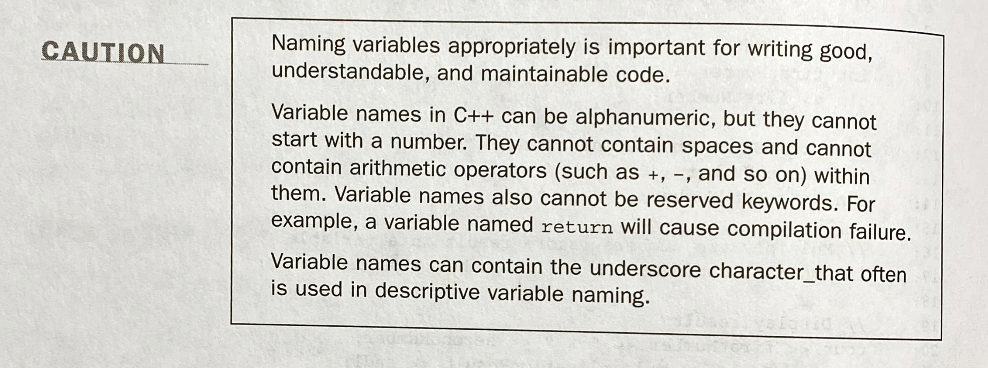 CAUTION
Naming variables appropriately is important for writing good,
understandable, and maintainable code.
Variable names in C++ can be alphanumeric, but they cannot
start with a number. They cannot contain spaces and cannot
contain arithmetic operators (such as +, –, and so on) within
them. Variable names also cannot be reserved keywords. For
example, a variable named return will cause compilation failure.
Variable names can contain the underscore character_that often
is used in descriptive variable naming.